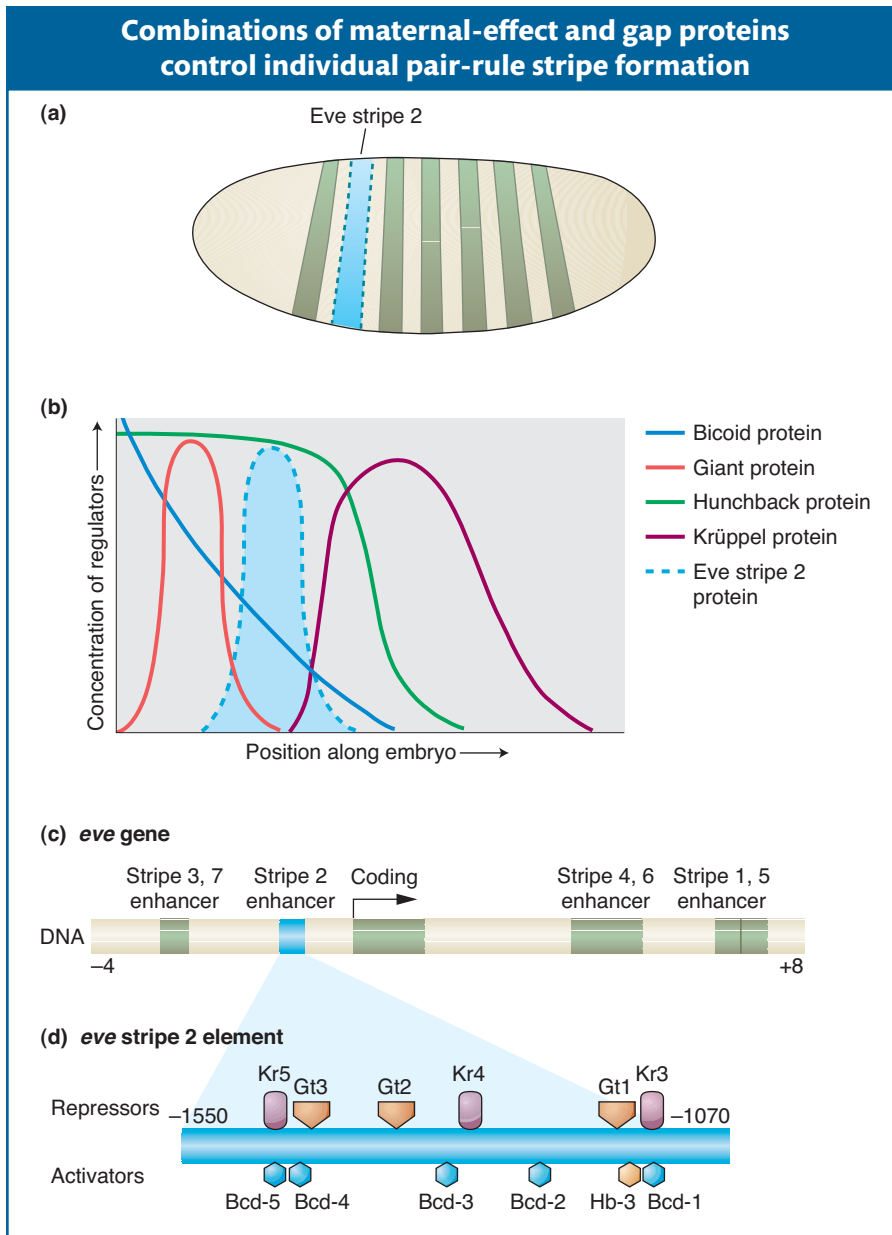 Combinations of maternal-effect and gap proteins
control individual pair-rule stripe formation
(a)
Eve stripe 2
(b)
Concentration of regulators
Position along embryo
Bicoid protein
Giant protein
Hunchback protein
Krüppel protein
Eve stripe 2
protein
(c) eve gene
Stripe 3, 7
enhancer
Stripe 2
enhancer
Coding
Stripe 4, 6
enhancer
Stripe 1, 5
enhancer
DNA
–4
+8
(d) eve stripe 2 element
Kr5
Gt3
Gt2
Kr4
Gt1
Kr3
Repressors
–1550
–1070
Activators
Bcd-5
Bcd-4
Bcd-3
Bcd-2
Hb-3
Bcd-1